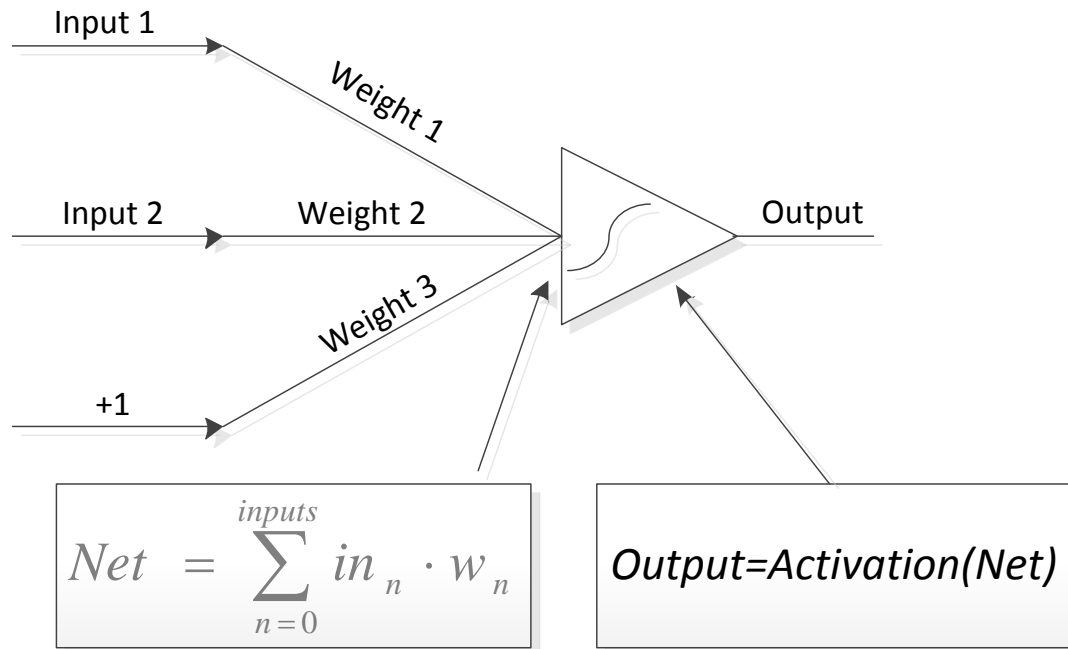 Input 1
Weight 1
Input 2
Weight 2
Output
Weight 3
+1
Net = \sum_{n=0}^{inputs} in_n · w_n
Output=Activation(Net)